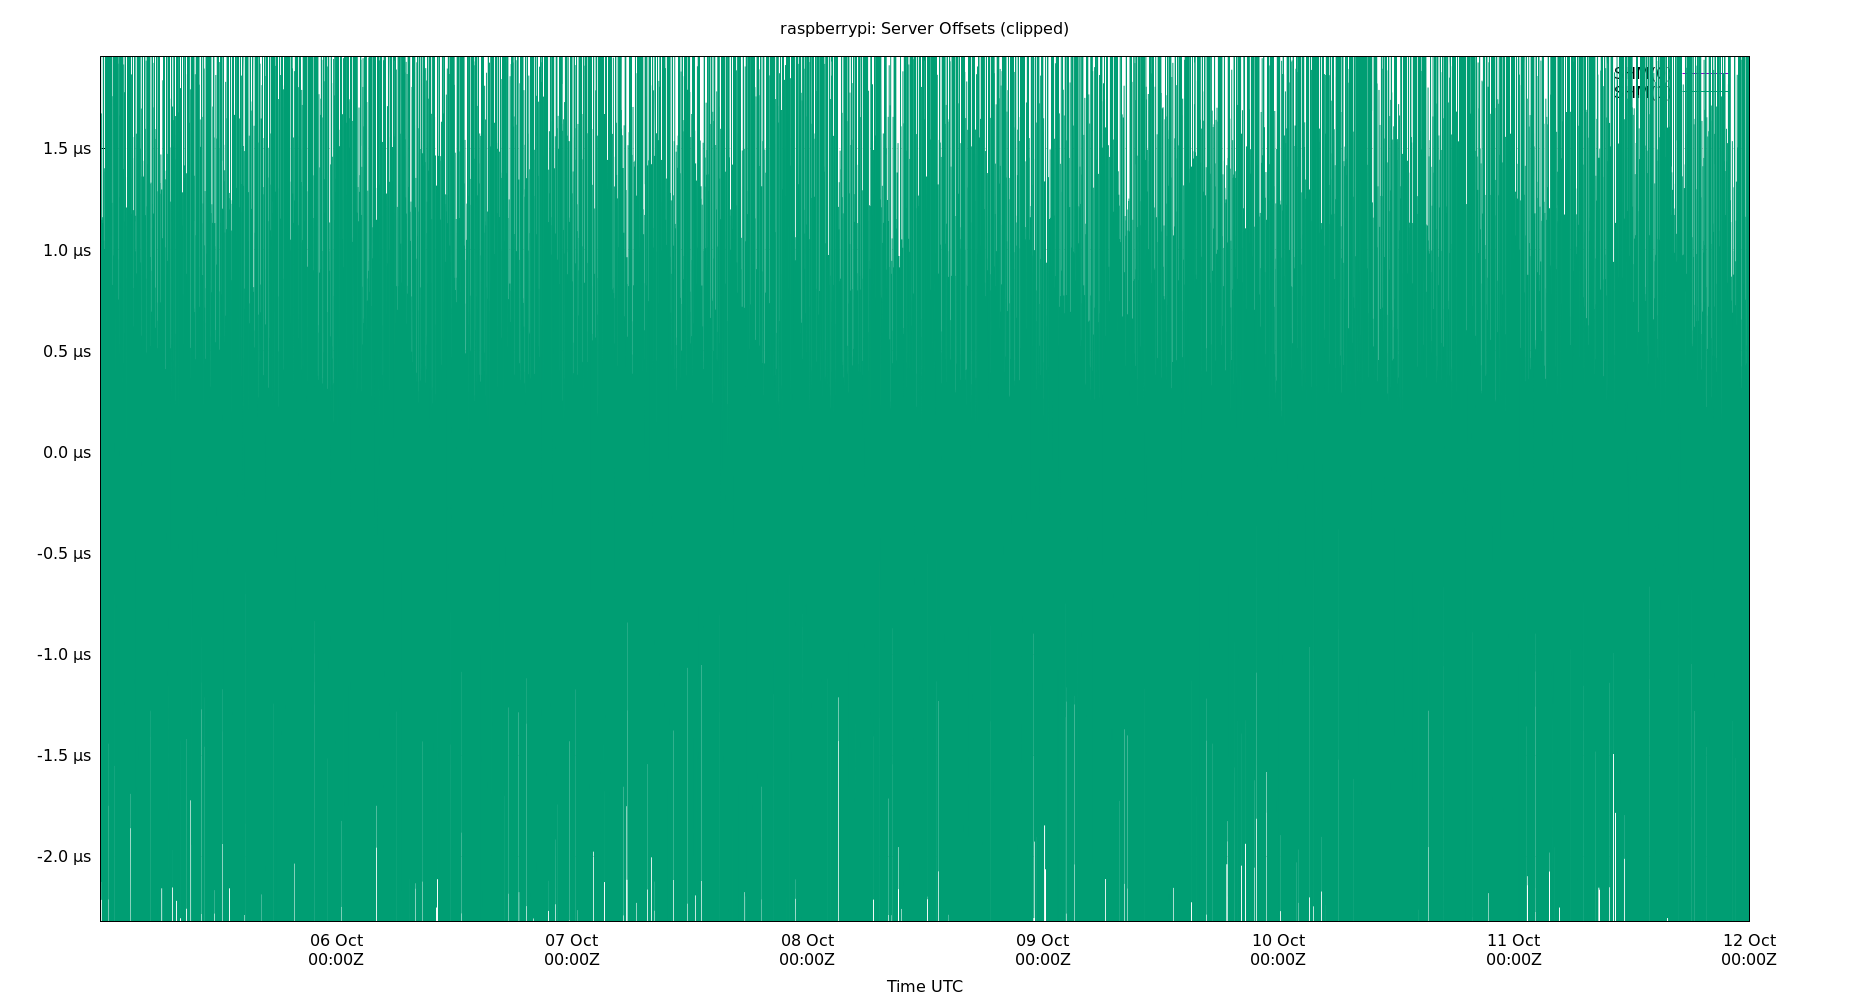 raspberrypi: Server Offsets (clipped)
1.5 µs
1.0 µs
0.5 µs
0.0 µs
-0.5 µs
-1.0 µs
-1.5 µs
-2.0 µs
06 Oct
00:00Z
07 Oct
00:00Z
08 Oct
00:00Z
09 Oct
00:00Z
10 Oct
00:00Z
11 Oct
00:00Z
12 Oct
00:00Z
Time UTC